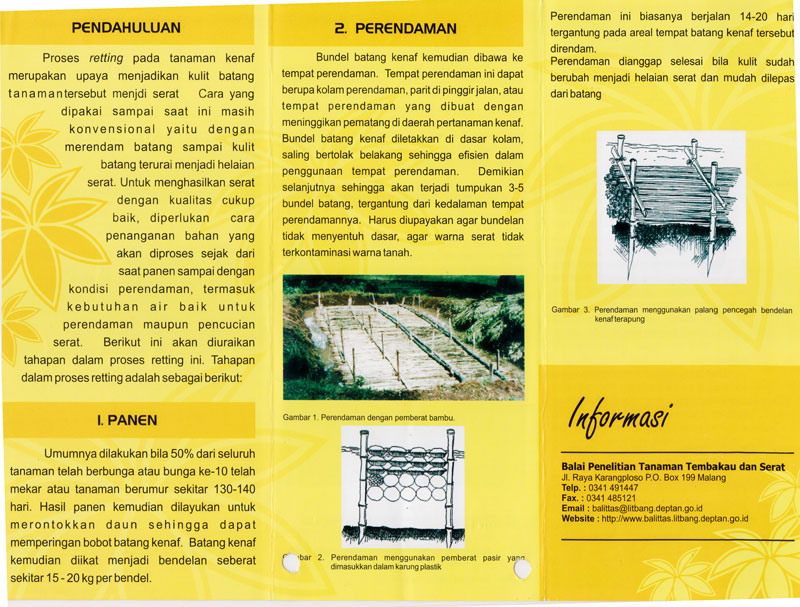 PENDAHULUAN
Proses retting pada tanaman kenaf
merupakan upaya menjadikan kulit batang
tanaman tersebut menjdi serat Cara yang
dipakai sampai saat ini masih
konvensional yaitu dengan
merendam batang sampai kulit
batang terurai menjadi helaian
serat. Untuk menghasilkan serat
dengan kualitas cukup
baik, diperlukan cara
penanganan bahan yang
akan diproses sejak dari
saat panen sampai dengan
kondisi perendaman, termasuk
kebutuhan air baik untuk
perendaman maupun pencucian
serat. Berikut ini akan diuraikan
tahapan dalam proses retting ini. Tahapan
dalam proses retting adalah sebagai berikut:
1. PANEN
Umumnya dilakukan bila 50% dari seluruh
tanaman telah berbunga atau bunga ke-10 telah
mekar atau tanaman berumur sekitar 130-140
hari. Hasil panen kemudian dilayukan untuk
merontokkan daun sehingga dapat
memperingan bobot batang kenaf. Batang kenaf
kemudian diikat menjadi bendelan seberat
sekitar 15 - 20 kg per bendel.
2. PERENDAMAN
Bundel batang kenaf kemudian dibawa ke
tempat perendaman. Tempat perendaman ini dapat
berupa kolam perendaman, parit di pinggir jalan, atau
tempat perendaman yang dibuat dengan
meninggikan pematang di daerah pertanaman kenaf.
Bundel batang kenaf diletakkan di dasar kolam,
saling bertolak belakang sehingga efisien dalam
penggunaan tempat perendaman. Demikian
selanjutnya sehingga akan terjadi tumpukan 3-5
bundel batang, tergantung dari kedalaman tempat
perendamannya. Harus diupayakan agar bundelan
tidak menyentuh dasar, agar warna serat tidak
terkontaminasi warna tanah.
Gambar 1. Perendaman dengan pemberat bambu.
bar 2. Perendaman menggunakan pemberat pasir yang
dimasukkan dalam karung plastik
Perendaman ini biasanya berjalan 14-20 hari
tergantung pada areal tempat batang kenaf tersebut
direndam.
Perendaman dianggap selesai bila kulit sudah
berubah menjadi helaian serat dan mudah dilepas
dari batang
Gambar 3. Perendaman menggunakan palang pencegah bendelan
kenaf terapung
Informasi
Balai Penelitian Tanaman Tembakau dan Serat
Jl. Raya Karangploso P.O. Box 199 Malang
Telp. : 0341 491447
Fax. : 0341 485121
Email : balittas@litbang.deptan.go.id
Website : http://www.balittas.litbang.deptan.go.id